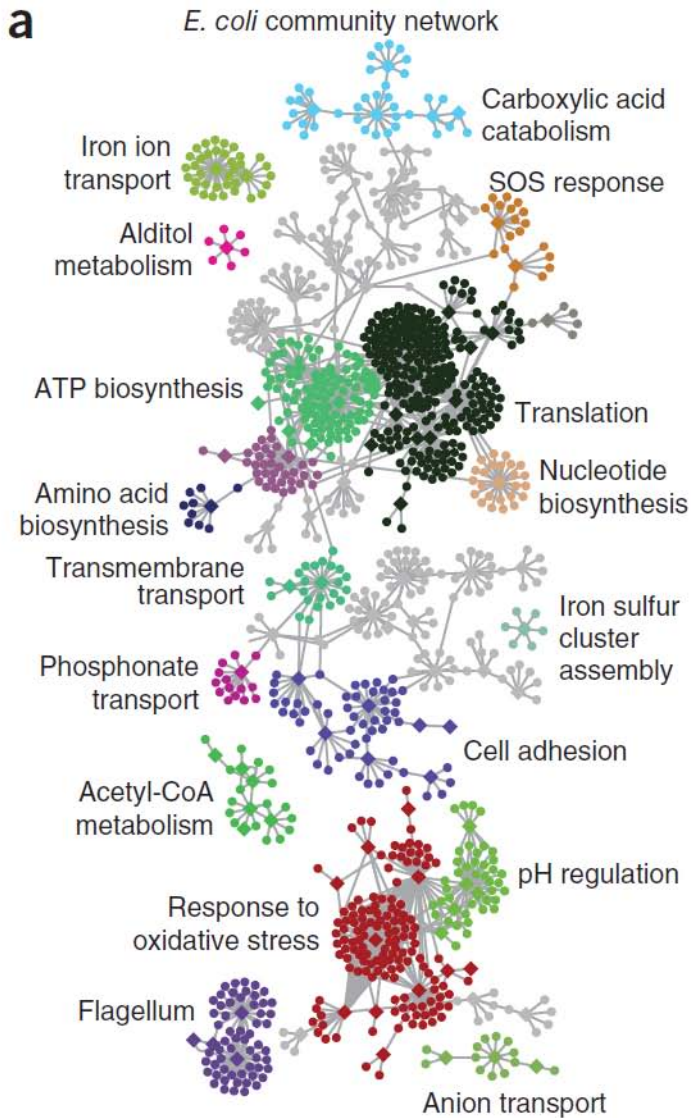 a
E. coli community network
Carboxylic acid
catabolism
Iron ion
transport
SOS response
Alditol
metabolism
ATP biosynthesis
Translation
Amino acid
biosynthesis
Nucleotide
biosynthesis
Transmembrane
transport
Iron sulfur
cluster
assembly
Phosphonate
transport
Cell adhesion
Acetyl-CoA
metabolism
pH regulation
Response to
oxidative stress
Flagellum
Anion transport